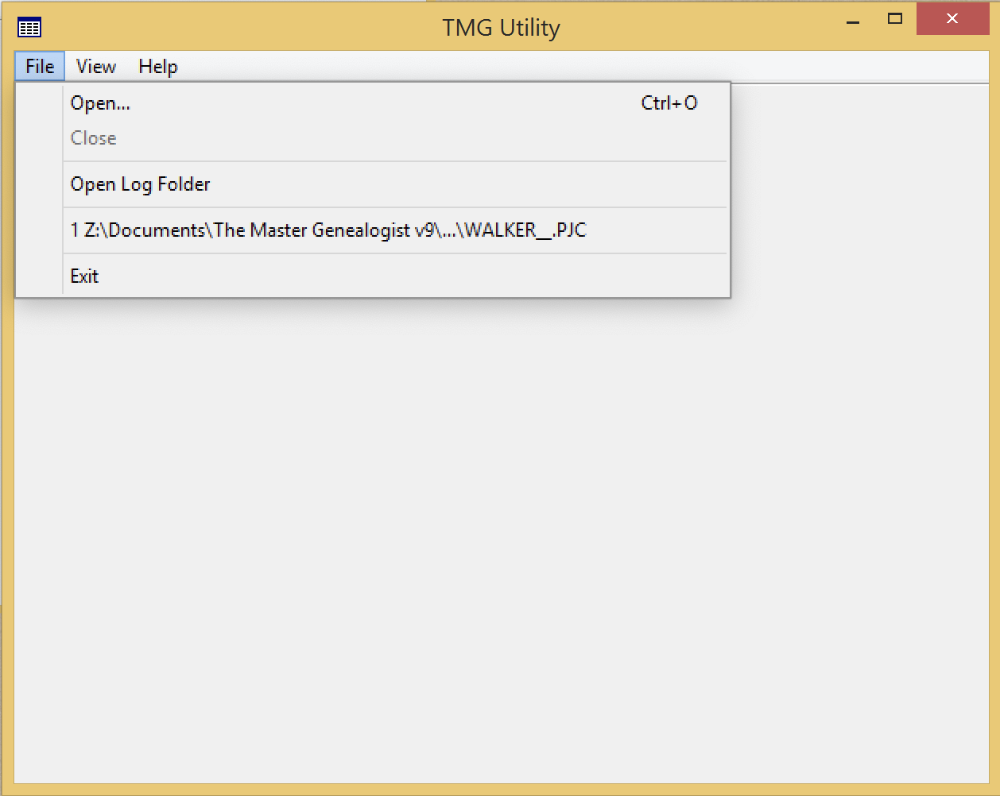 TMG Utility
File View Help
Open... Ctrl+O
Close
Open Log Folder
1 Z:\Documents\The Master Genealogist v9\...\WALKER__.PJC
Exit